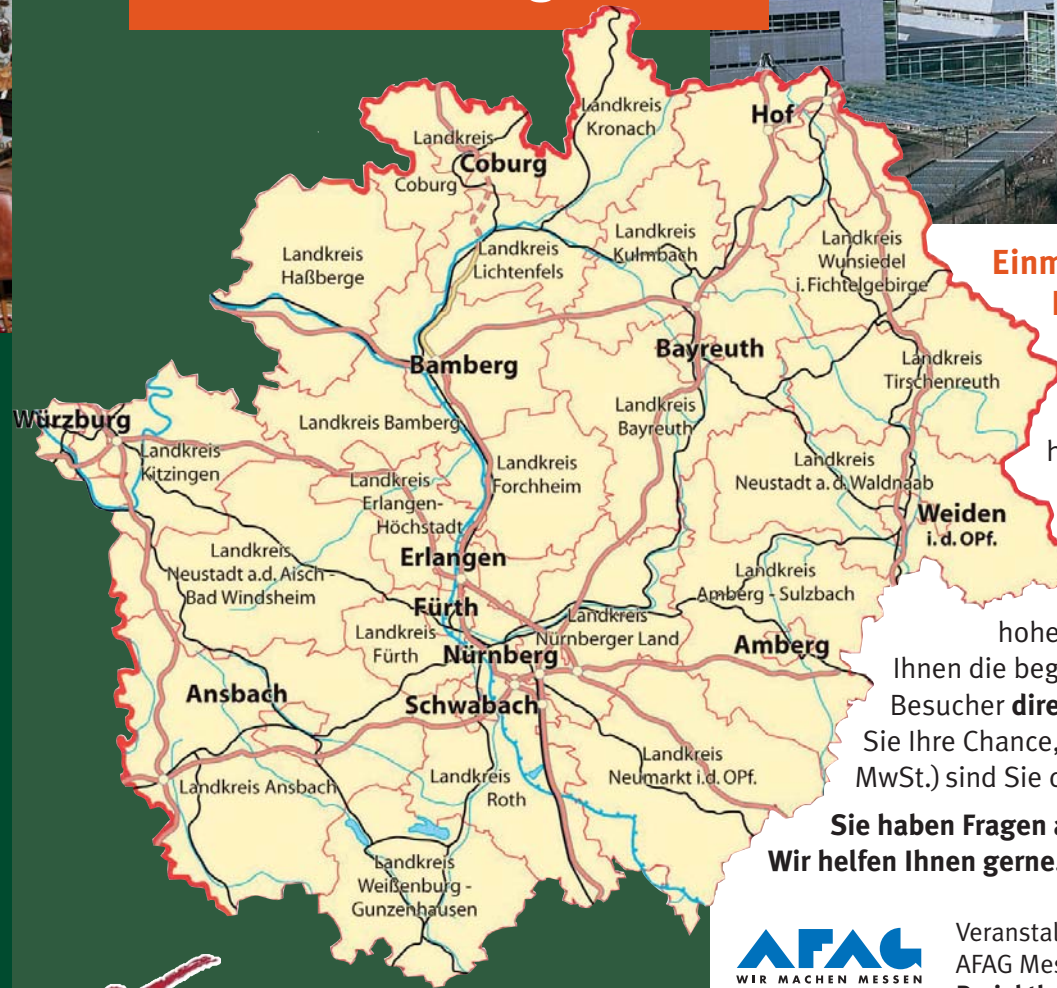 Landkreis
Kronach
Hof
Landkreis
Coburg
Coburg
Landkreis
Haßberge
Landkreis
Lichtenfels
Landkreis
Kulmbach
Landkreis
Wunsiedel
i. Fichtelgebirge
Einm
Bamberg
Bayreuth
Landkreis
Tirschenreuth
Würzburg
Landkreis Bamberg
Landkreis
Bayreuth
Landkreis
Kitzingen
Landkreis
Erlangen-
Höchstadt
Landkreis
Forchheim
Landkreis
Neustadt a. d. Waldnaab
h
Weiden
i. d. OPf.
Landkreis
Neustadt a.d. Aisch -
Bad Windsheim
Erlangen
Landkreis
Amberg - Sulzbach
Fürth
Landkreis
Fürth
Landkreis
Nürnberger Land
Nürnberg
Amberg
Ansbach
Schwabach
Landkreis Ansbach
Landkreis
Roth
Landkreis
Neumarkt i.d. OPf.
Landkreis
Weißenburg -
Gunzenhausen
hohe
Ihnen die beg
Besucher dire
Sie Ihre Chance,
MwSt.) sind Sie d
Sie haben Fragen a
Wir helfen Ihnen gerne.
AFAG
WIR MACHEN MESSEN
Veranstal
AFAG Mes